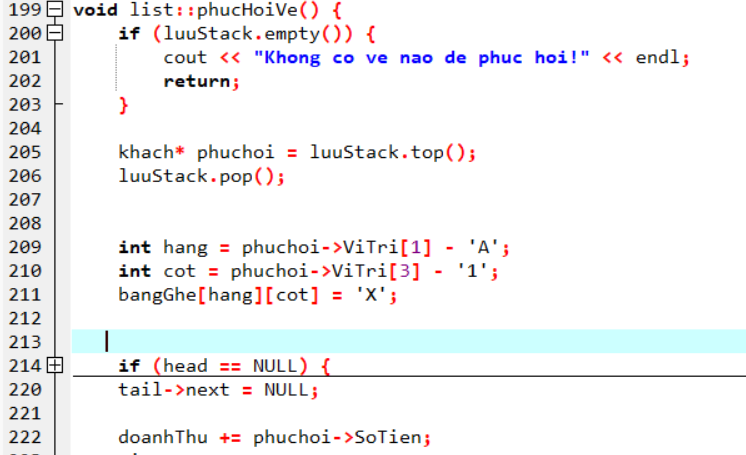 199 void list::phucHoiVe() {
200 if (luuStack.empty()) {
201 cout << "Khong co ve nao de phuc hoi!" << endl;
202 return;
203 }
204
205 khach* phuchoi = luuStack.top();
206 luuStack.pop();
207
208
209 int hang = phuchoi->ViTri[1] - 'A';
210 int cot = phuchoi->ViTri[3] - '1';
211 bangGhe[hang][cot] = 'X';
212
213
214 if (head == NULL) {
220 tail->next = NULL;
221
222 doanhThu += phuchoi->SoTien;